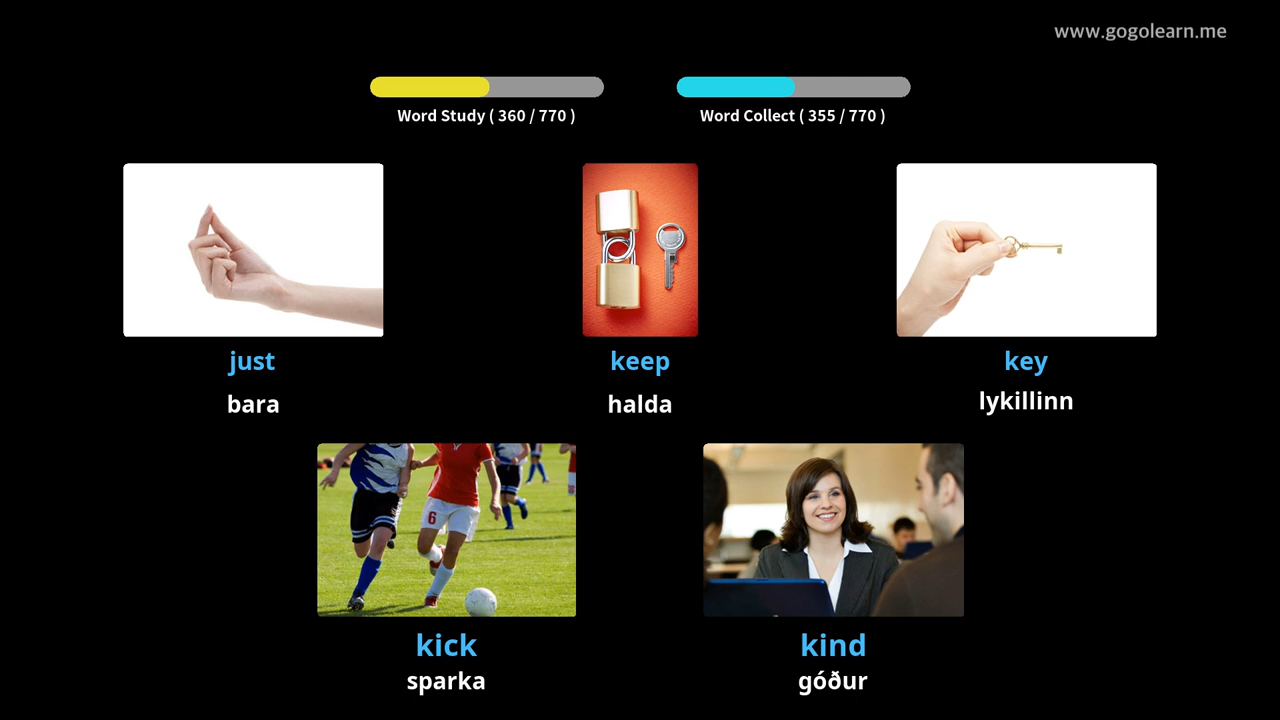 www.gogolearn.me
Word Study ( 360 / 770 )
Word Collect ( 355 / 770 )
just
keep
key
bara
halda
lykillinn
6
kick
kind
sparka
góður